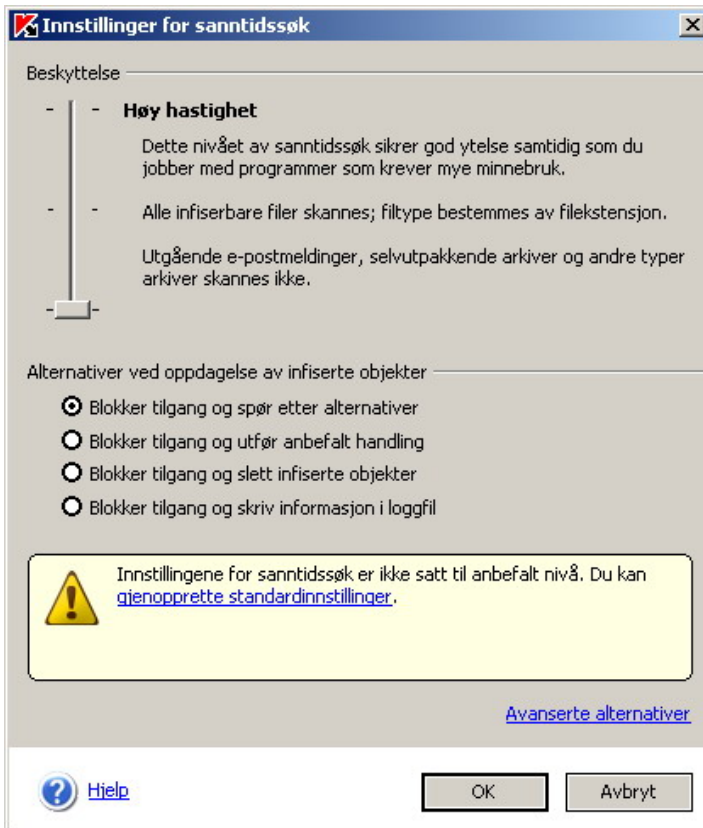 Innstillinger for sanntidssøk
Beskyttelse
Høy hastighet
Dette nivået av sanntidssøk sikrer god ytelse samtidig som du
jobber med programmer som krever mye minnebruk.
Alle infiserbare filer skannes; filtype bestemmes av filekstensjon.
Utgående e-postmeldinger, selvutpakkende arkiver og andre typer
arkiver skannes ikke.
Alternativer ved oppdagelse av infiserte objekter
Blokker tilgang og spør etter alternativer
Blokker tilgang og utfør anbefalt handling
Blokker tilgang og slett infiserte objekter
Blokker tilgang og skriv informasjon i loggfil
Innstillingene for sanntidssøk er ikke satt til anbefalt nivå. Du kan
gjenopprette standardinnstillinger.
Avanserte alternativer
Hjelp
OK
Avbryt